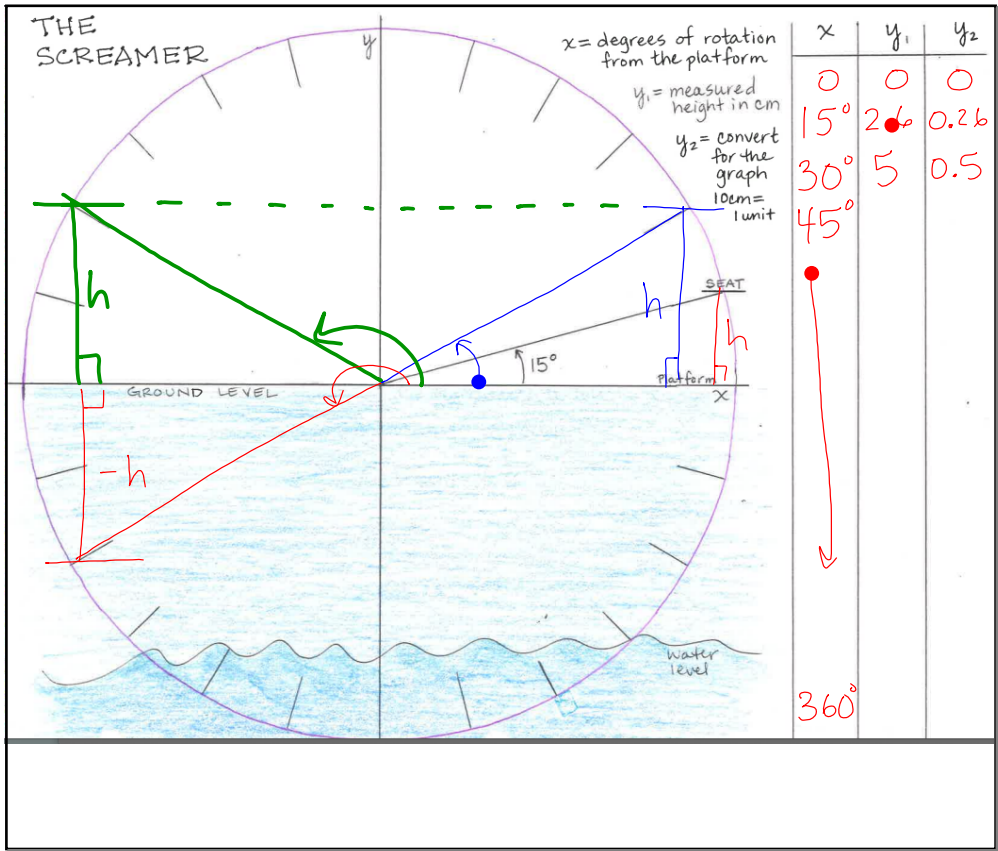 THE
SCREAMER
y
x = degrees of rotation
from the platform
y₁ = measured
height in cm
y₂ = convert
for the
graph
10cm =
1 unit
x y₁ y₂
0 0 0
15° 2.6 0.26
30° 5 0.5
45°
360°
h
h
SEAT
h
15°
Platform
GROUND LEVEL
x
-h
water
level